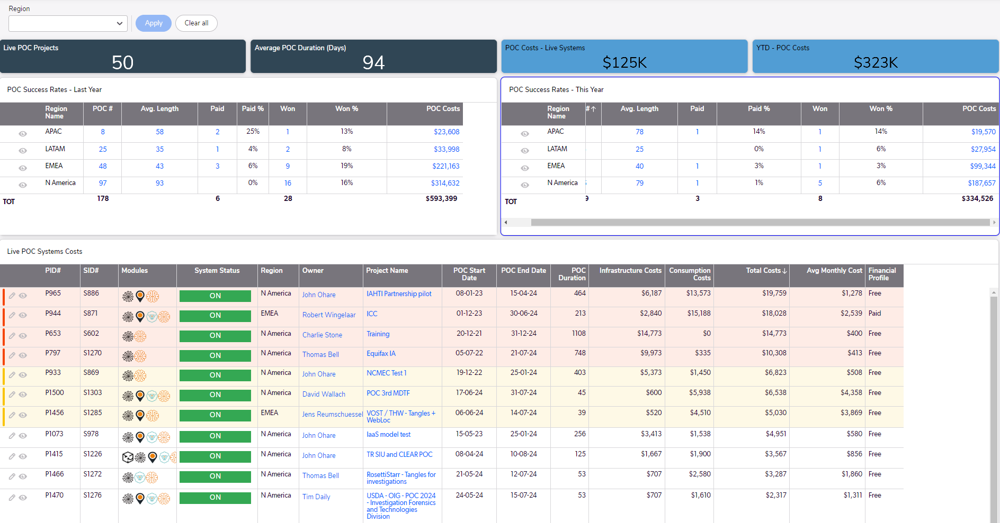 Region
Apply Clear all
Live POC Projects
50
Average POC Duration (Days)
94
POC Costs - Live Systems
$125K
YTD - POC Costs
$323K
POC Success Rates - Last Year
Region Name POC # Avg. Length Paid Paid % Won Won % POC Costs
APAC 8 58 2 25% 1 13% $23,608
LATAM 25 35 1 4% 2 8% $33,998
EMEA 48 43 3 6% 9 19% $221,163
N America 97 93 0% 16 16% $314,632
TOT 178 6 28 $593,399
POC Success Rates - This Year
Region Name #↑ Avg. Length Paid Paid % Won Won % POC Costs
APAC 78 1 14% 1 14% $19,570
LATAM 25 0% 1 6% $27,954
EMEA 40 1 3% 1 3% $99,344
N America 79 1 1% 5 6% $187,657
TOT 9 3 8 $334,526
Live POC Systems Costs
PID# SID# Modules System Status Region Owner Project Name POC Start Date POC End Date POC Duration Infrastructure Costs Consumption Costs Total Costs↓ Avg Monthly Cost Financial Profile
P965 S886 ON N America John Ohare IAHTI Partnership pilot 08-01-23 15-04-24 464 $6,187 $13,573 $19,759 $1,278 Free
P944 S871 ON EMEA Robert Wingelaar ICC 01-12-23 30-06-24 213 $2,840 $15,188 $18,028 $2,539 Paid
P653 S602 ON N America Charlie Stone Training 20-12-21 31-12-24 1108 $14,773 $0 $14,773 $400 Free
P797 S1270 ON N America Thomas Bell Equifax IA 05-07-22 21-07-24 748 $9,973 $335 $10,308 $413 Free
P933 S869 ON N America John Ohare NCMEC Test 1 19-12-22 25-01-24 403 $5,373 $1,450 $6,823 $508 Free
P1500 S1303 ON N America David Wallach POC 3rd MDTF 17-06-24 31-07-24 45 $600 $5,938 $6,538 $4,358 Free
P1456 S1285 ON EMEA Jens Reumschuessel VOST / THW - Tangles + WebLoc 06-06-24 14-07-24 39 $520 $4,510 $5,030 $3,869 Free
P1073 S978 ON N America John Ohare IaaS model test 15-05-23 25-01-24 256 $3,413 $1,538 $4,951 $580 Free
P1415 S1226 ON N America John Ohare TR SIU and CLEAR POC 08-04-24 10-08-24 125 $1,667 $1,900 $3,567 $856 Free
P1466 S1272 ON N America Thomas Bell RosettiStarr - Tangles for investigations 21-05-24 12-07-24 53 $707 $2,580 $3,287 $1,860 Free
P1470 S1276 ON N America Tim Daily USDA - OIG - POC 2024 - Investigation Forensics and Technologies Division 24-05-24 15-07-24 53 $707 $1,610 $2,317 $1,311 Free